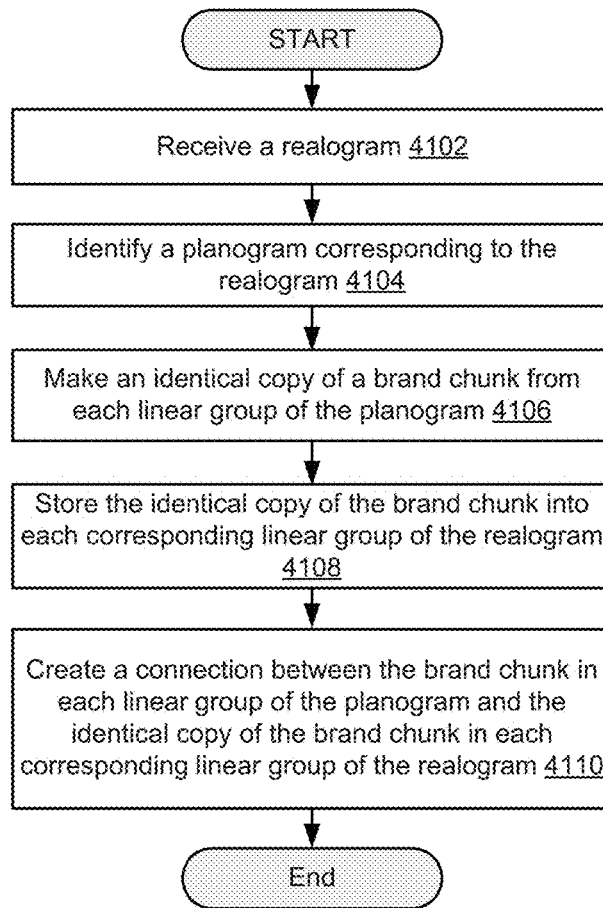 START
Receive a realogram 4102
Identify a planogram corresponding to the
realogram 4104
Make an identical copy of a brand chunk from
each linear group of the planogram 4106
Store the identical copy of the brand chunk into
each corresponding linear group of the realogram
4108
Create a connection between the brand chunk in
each linear group of the planogram and the
identical copy of the brand chunk in each
corresponding linear group of the realogram 4110
End